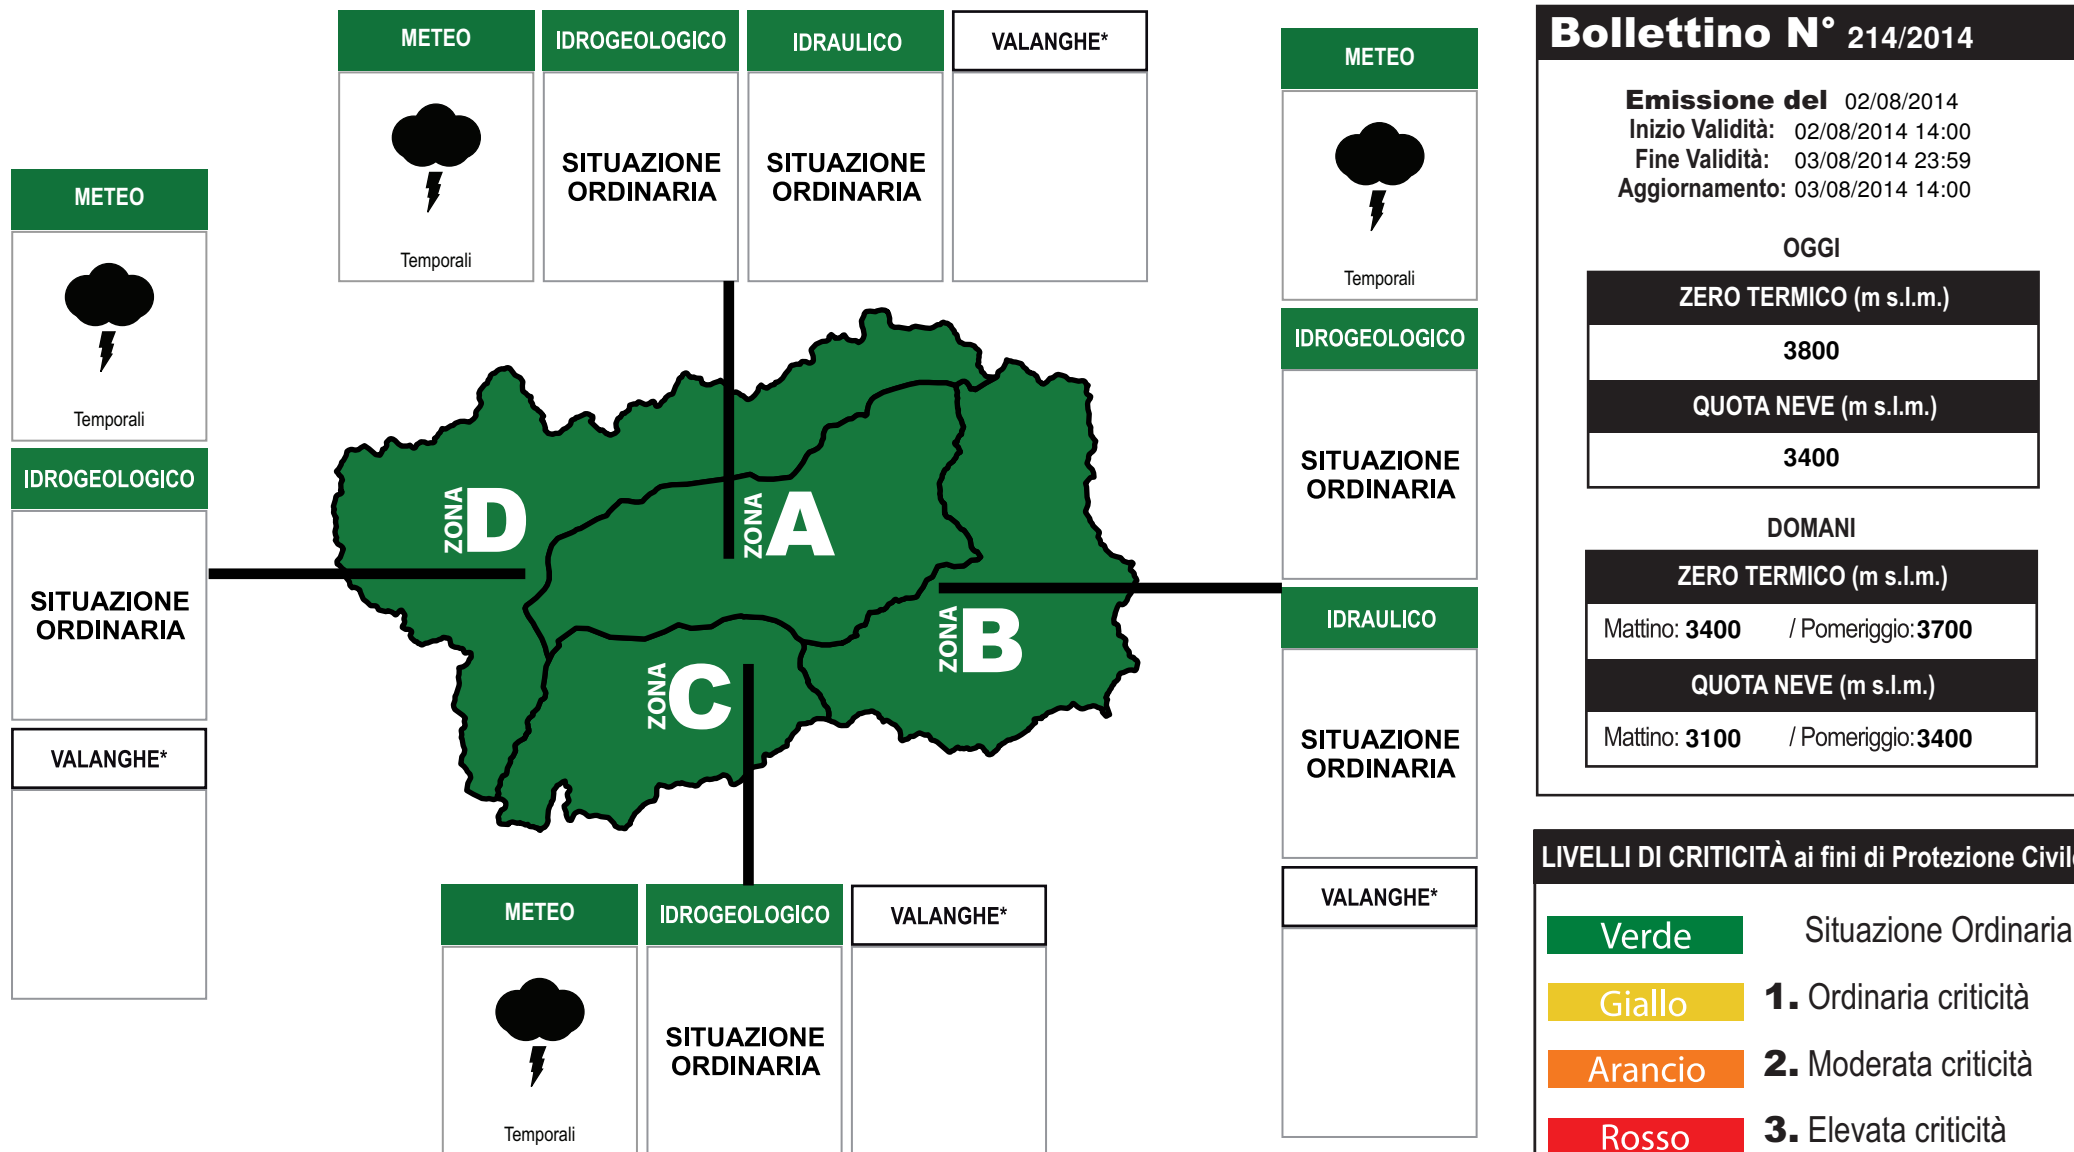 METEO
IDROGEOLOGICO
IDRAULICO
VALANGHE*
Temporali
SITUAZIONE
ORDINARIA
SITUAZIONE
ORDINARIA
METEO
Temporali
IDROGEOLOGICO
SITUAZIONE
ORDINARIA
VALANGHE*
METEO
Temporali
IDROGEOLOGICO
SITUAZIONE
ORDINARIA
IDRAULICO
SITUAZIONE
ORDINARIA
VALANGHE*
ZONA D
ZONA A
ZONA B
ZONA C
METEO
IDROGEOLOGICO
VALANGHE*
Temporali
SITUAZIONE
ORDINARIA
Bollettino N° 214/2014
Emissione del 02/08/2014
Inizio Validità: 02/08/2014 14:00
Fine Validità: 03/08/2014 23:59
Aggiornamento: 03/08/2014 14:00
OGGI
ZERO TERMICO (m s.l.m.)
3800
QUOTA NEVE (m s.l.m.)
3400
DOMANI
ZERO TERMICO (m s.l.m.)
Mattino: 3400 / Pomeriggio: 3700
QUOTA NEVE (m s.l.m.)
Mattino: 3100 / Pomeriggio: 3400
LIVELLI DI CRITICITÀ ai fini di Protezione Civile
Verde Situazione Ordinaria
Giallo 1. Ordinaria criticità
Arancio 2. Moderata criticità
Rosso 3. Elevata criticità